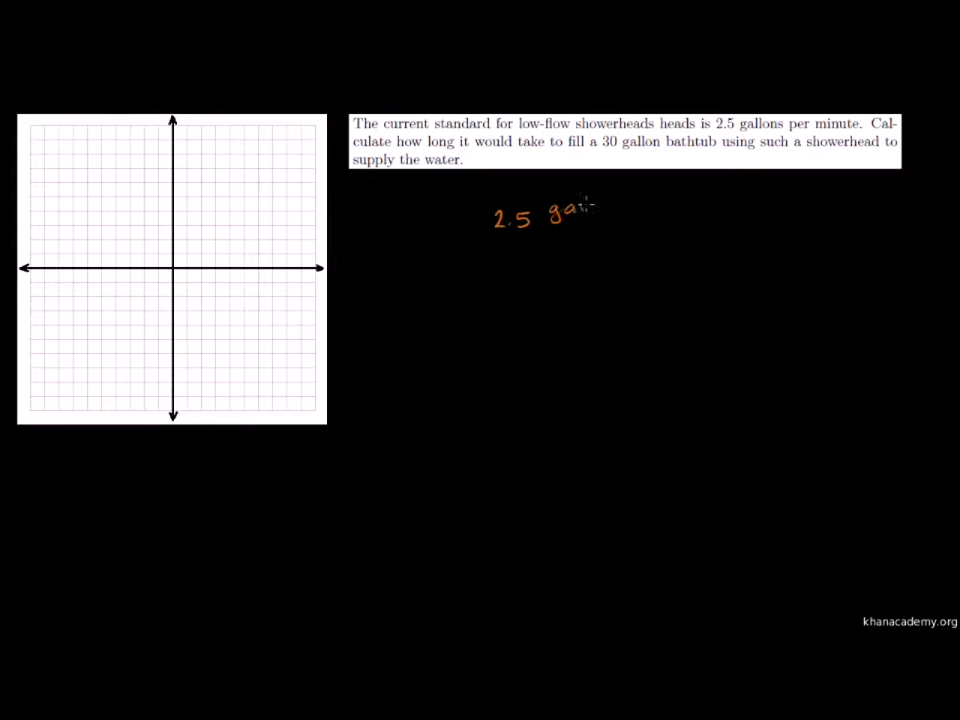 The current standard for low-flow showerheads heads is 2.5 gallons per minute. Cal-
culate how long it would take to fill a 30 gallon bathtub using such a showerhead to
supply the water.
2.5 gal
khanacademy.org